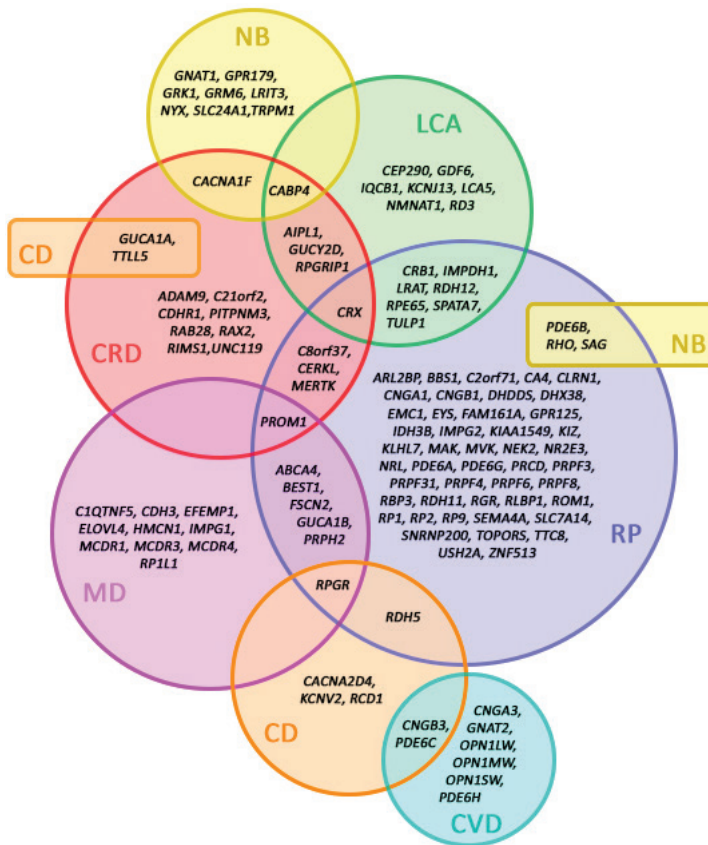 NB
GNAT1, GPR179,
GRK1, GRM6, LRIT3,
NYX, SLC24A1,TRPM1
LCA
CEP290, GDF6,
IQCB1, KCNJ13, LCA5,
NMNAT1, RD3
CACNA1F
CABP4
CD
GUCA1A,
TTLL5
AIPL1,
GUCY2D,
RPGRIP1
CRB1, IMPDH1,
LRAT, RDH12,
RPE65, SPATA7,
TULP1
ADAM9, C21orf2,
CDHR1, PITPNM3,
RAB28, RAX2,
RIMS1,UNC119
CRD
CRX
PDE6B,
RHO, SAG
NB
C8orf37,
CERKL,
MERTK
PROM1
ARL2BP, BBS1, C2orf71, CA4, CLRN1,
CNGA1, CNGB1, DHDDS, DHX38,
EMC1, EYS, FAM161A, GPR125,
IDH3B, IMPG2, KIAA1549, KIZ,
KLHL7, MAK, MVK, NEK2, NR2E3,
NRL, PDE6A, PDE6G, PRCD, PRPF3,
PRPF31, PRPF4, PRPF6, PRPF8,
RBP3, RDH11, RGR, RLBP1, ROM1,
RP1, RP2, RP9, SEMA4A, SLC7A14,
SNRNP200, TOPORS, TTC8,
USH2A, ZNF513
RP
ABCA4,
BEST1,
FSCN2,
GUCA1B,
PRPH2
C1QTNF5, CDH3, EFEMP1,
ELOVL4, HMCN1, IMPG1,
MCDR1, MCDR3, MCDR4,
RP1L1
MD
RPGR
RDH5
CACNA2D4,
KCNV2, RCD1
CD
CNGB3,
PDE6C
CNGA3,
GNAT2,
OPN1LW,
OPN1MW,
OPN1SW,
PDE6H
CVD